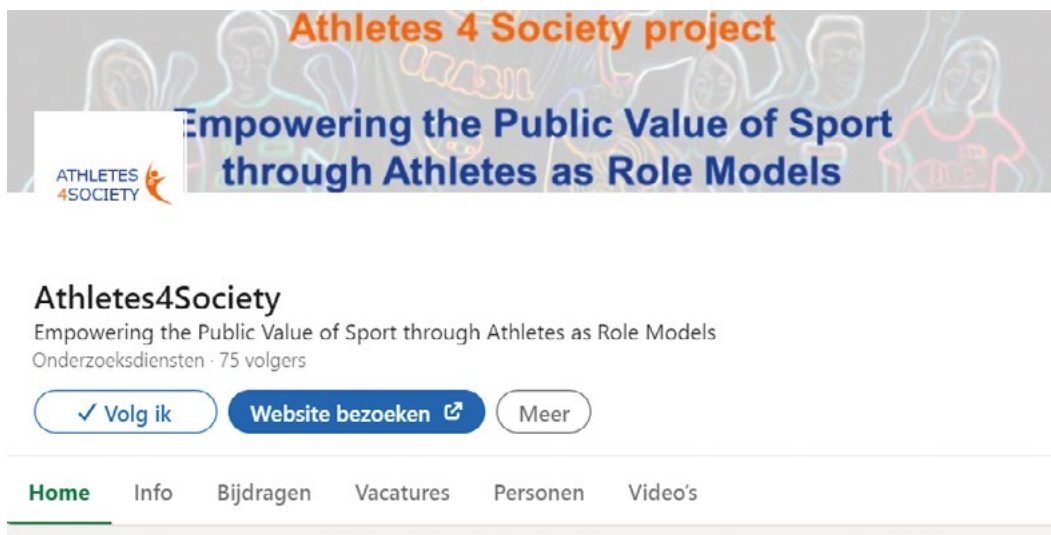 Athletes 4 Society project
Empowering the Public Value of Sport
through Athletes as Role Models
ATHLETES
4SOCIETY
Athletes4Society
Empowering the Public Value of Sport through Athletes as Role Models
Onderzoeksdiensten · 75 volgers
Volg ik Website bezoeken Meer
Home Info Bijdragen Vacatures Personen Video's